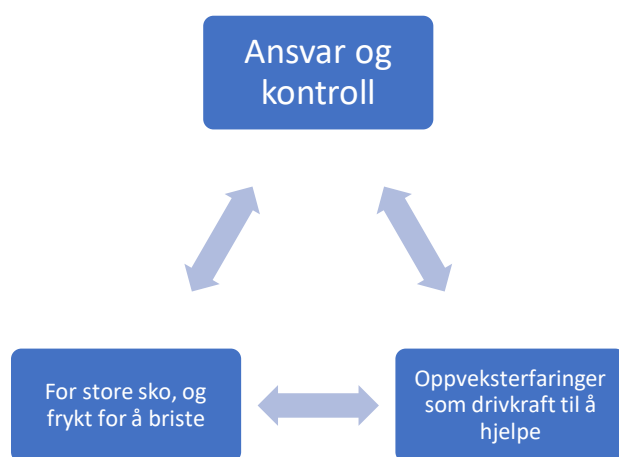 Ansvar og
kontroll
For store sko, og
frykt for å briste
Oppveksterfaringer
som drivkraft til å
hjelpe